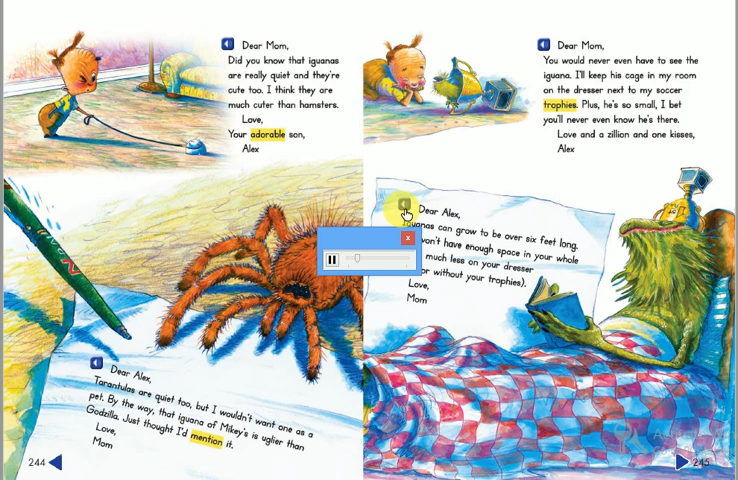 Dear Mom,
Did you know that iguanas
are really quiet and they're
cute too. I think they are
much cuter than hamsters.
Love,
Your adorable son,
Alex
Dear Alex,
Tarantulas are quiet too, but I wouldn't want one as a
pet. By the way, that iguana of Mikey's is uglier than
Godzilla. Just thought I'd mention it.
Love,
Mom
244
Dear Mom,
You would never even have to see the
iguana. I'll keep his cage in my room
on the dresser next to my soccer
trophies. Plus, he's so small, I bet
you'll never even know he's there.
Love and a zillion and one kisses,
Alex
Dear Alex,
Iguanas can grow to be over six feet long.
won't have enough space in your whole
much less on your dresser
or without your trophies).
Love,
Mom
245